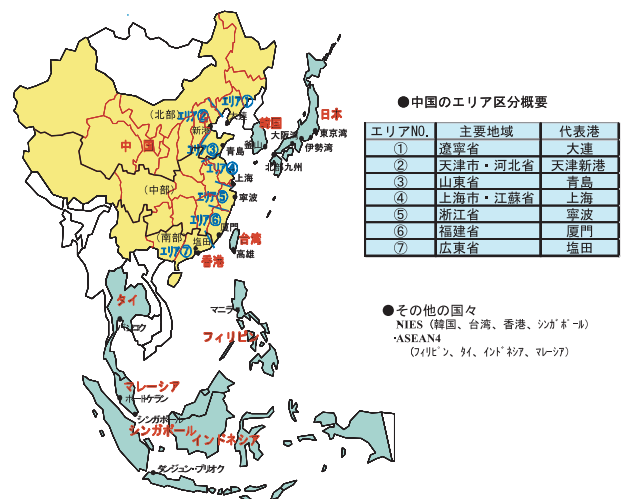 エリア①
(北部)
エリア②
(新港)
大連
韓国
日本
釜山
大阪湾
東京湾
伊勢湾
北部九州
中国
エリア③
青島
エリア④
上海
(中部)
エリア⑤
寧波
エリア⑥
厦門
(南部)
塩田
エリア⑦
台湾
香港
高雄
タイ
マニラ
フィリピン
マレーシア
ポートケラン
シンガポール
シンガポール
インドネシア
タンジュン・プリオク
●中国のエリア区分概要
エリアNO. 主要地域 代表港
① 遼寧省 大連
② 天津市・河北省 天津新港
③ 山東省 青島
④ 上海市・江蘇省 上海
⑤ 浙江省 寧波
⑥ 福建省 厦門
⑦ 広東省 塩田
●その他の国々
NIES（韓国、台湾、香港、ｼﾝｶﾞﾎﾟｰﾙ）
・ASEAN4
（ﾌｨﾘﾋﾟﾝ、ﾀｲ、ｲﾝﾄﾞﾈｼｱ、ﾏﾚｰｼｱ）